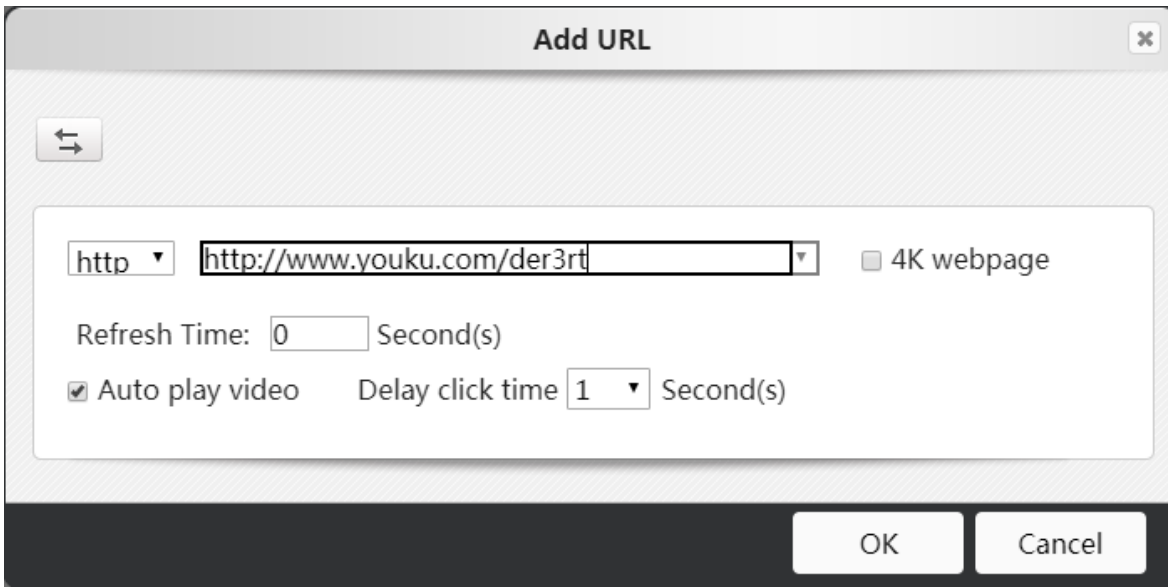 Add URL
http http://www.youku.com/der3rt 4K webpage
Refresh Time: 0 Second(s)
Auto play video Delay click time 1 Second(s)
OK Cancel